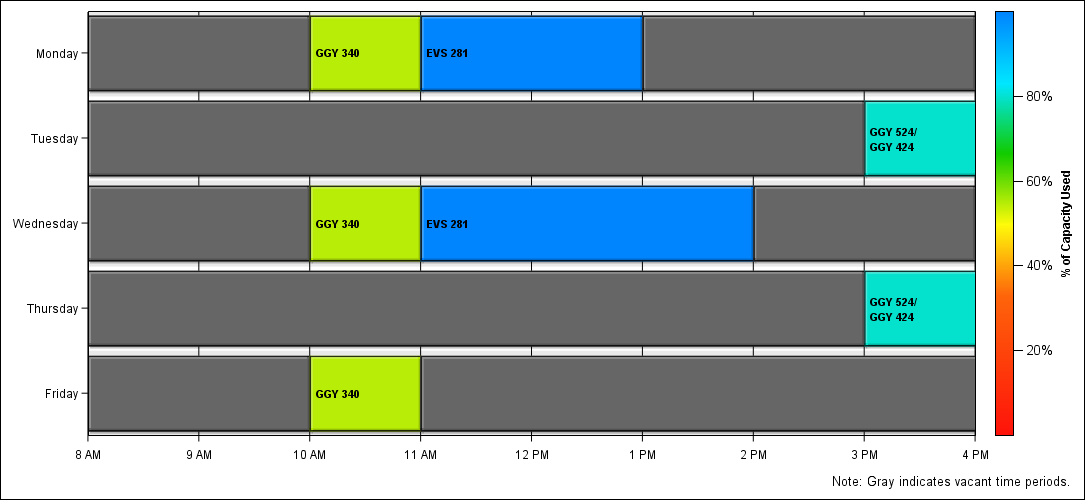 Monday
GGY 340
EVS 281
Tuesday
GGY 524/
GGY 424
Wednesday
GGY 340
EVS 281
Thursday
GGY 524/
GGY 424
Friday
GGY 340
8 AM
9 AM
10 AM
11 AM
12 PM
1 PM
2 PM
3 PM
4 PM
80%
60%
40%
20%
% of Capacity Used
Note: Gray indicates vacant time periods.